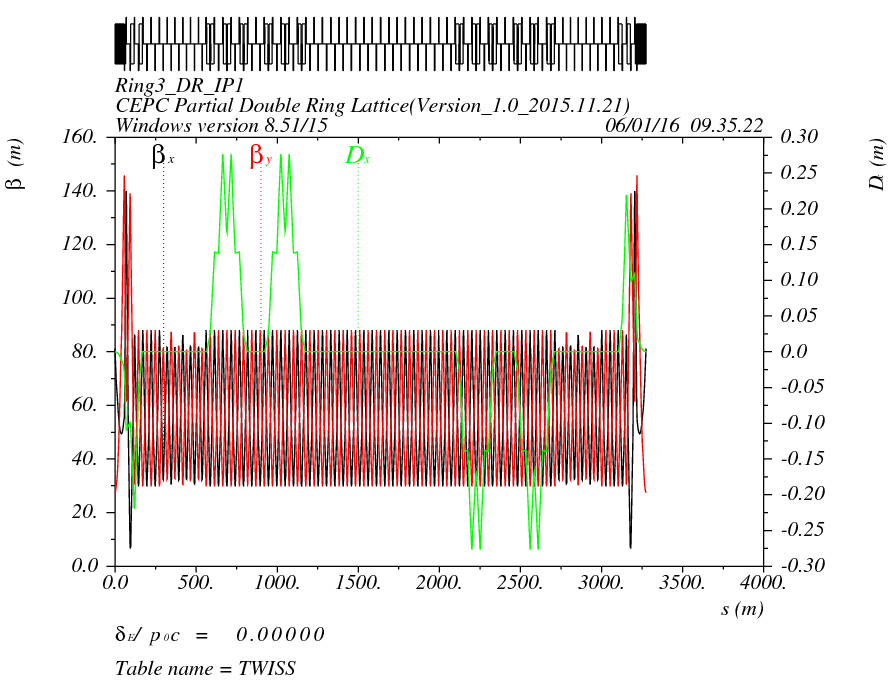 Ring3_DR_IP1
CEPC Partial Double Ring Lattice(Version_1.0_2015.11.21)
Windows version 8.51/15 06/01/16 09.35.22
β (m)
160.
140.
120.
100.
80.
60.
40.
20.
0.0
βx βy Dx
0.30
0.25
0.20
0.15
0.10
0.05
0.0
-0.05
-0.10
-0.15
-0.20
-0.25
-0.30
Dx (m)
0.0 500. 1000. 1500. 2000. 2500. 3000. 3500. 4000.
s (m)
δE/ p0c = 0.00000
Table name = TWISS